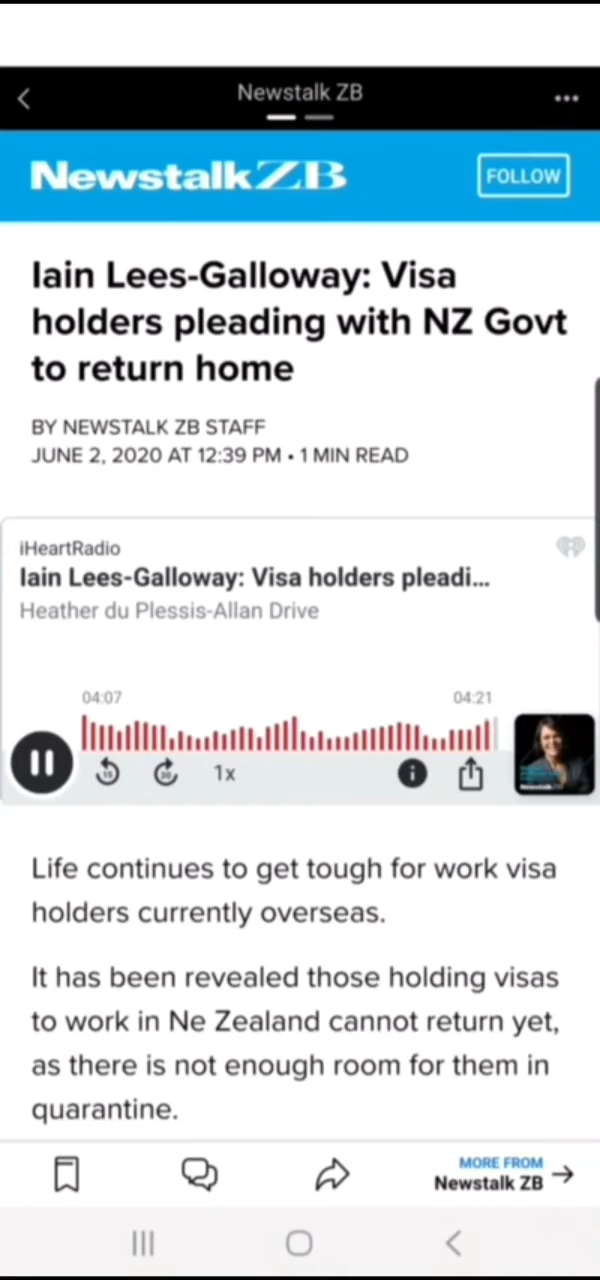 Newstalk ZB
NewstalkZB
FOLLOW
Iain Lees-Galloway: Visa
holders pleading with NZ Govt
to return home
BY NEWSTALK ZB STAFF
JUNE 2, 2020 AT 12:39 PM • 1 MIN READ
iHeartRadio
Iain Lees-Galloway: Visa holders pleadi...
Heather du Plessis-Allan Drive
04:07
04:21
15
30
1x
Life continues to get tough for work visa
holders currently overseas.
It has been revealed those holding visas
to work in Ne Zealand cannot return yet,
as there is not enough room for them in
quarantine.
MORE FROM
Newstalk ZB